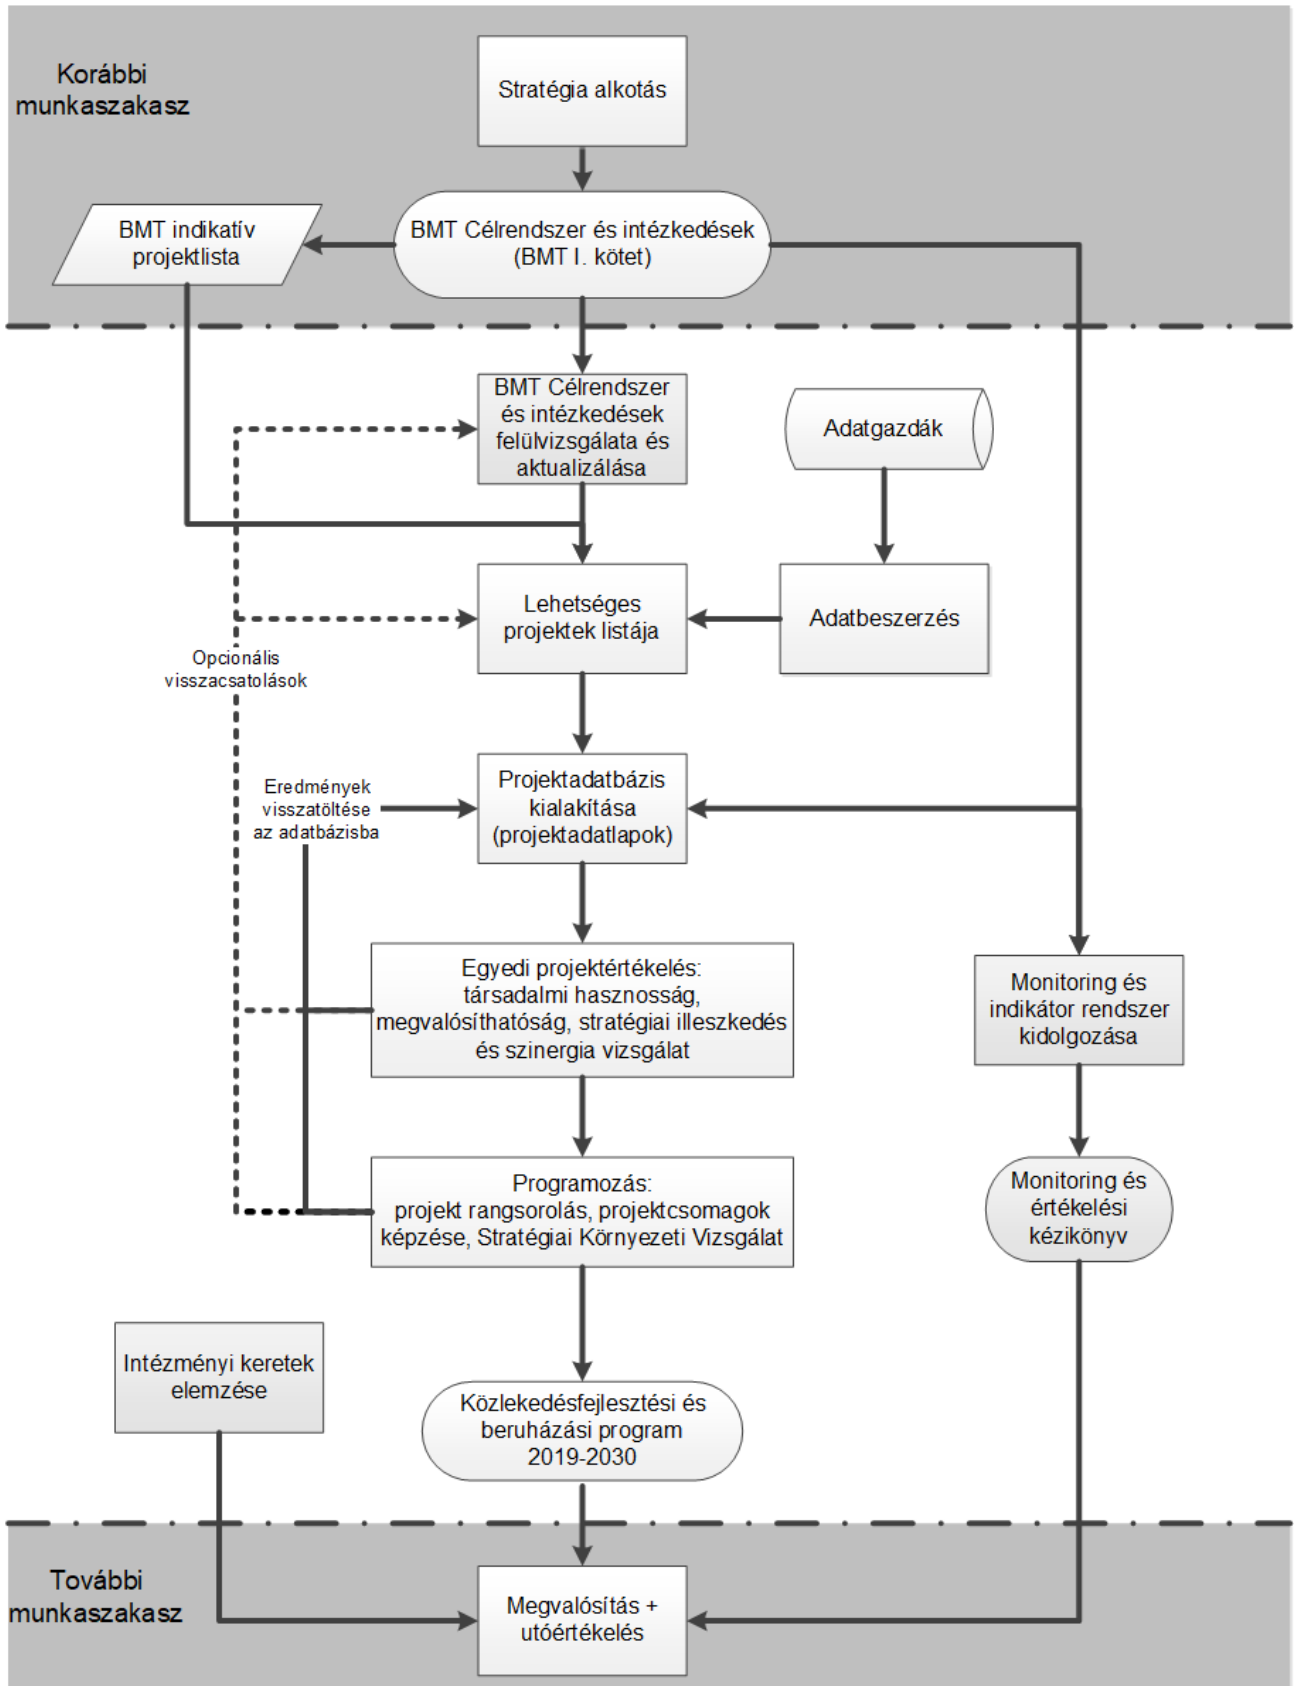 Korábbi
munkaszakasz
Stratégia alkotás
BMT indikatív
projektlista
BMT Célrendszer és intézkedések
(BMT I. kötet)
BMT Célrendszer
és intézkedések
felülvizsgálata és
aktualizálása
Adatgazdák
Lehetséges
projektek listája
Adatbeszerzés
Opcionális
visszacsatolások
Eredmények
visszatöltése
az adatbázisba
Projektadatbázis
kialakítása
(projektadatlapok)
Egyedi projektértékelés:
társadalmi hasznosság,
megvalósíthatóság, stratégiai illeszkedés
és szinergia vizsgálat
Monitoring és
indikátor rendszer
kidolgozása
Programozás:
projekt rangsorolás, projektcsomagok
képzése, Stratégiai Környezeti Vizsgálat
Monitoring és
értékelési
kézikönyv
Intézményi keretek
elemzése
Közlekedésfejlesztési és
beruházási program
2019-2030
További
munkaszakasz
Megvalósítás +
utóértékelés